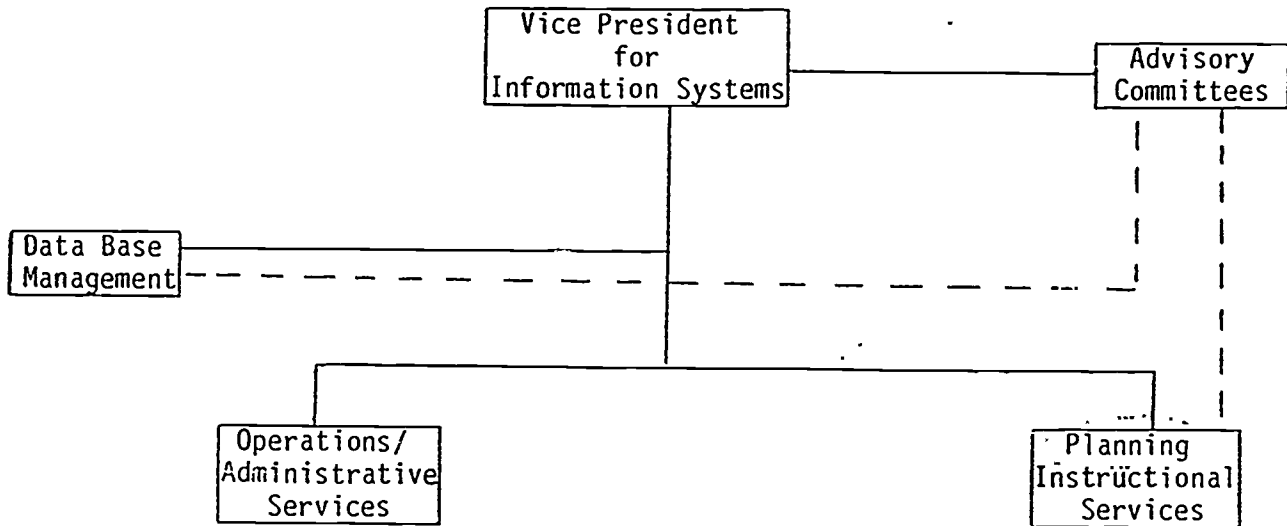 Vice President
for
Information Systems
Advisory
Committees
Data Base
Management
Operations/
Administrative
Services
Planning
Instructional
Services